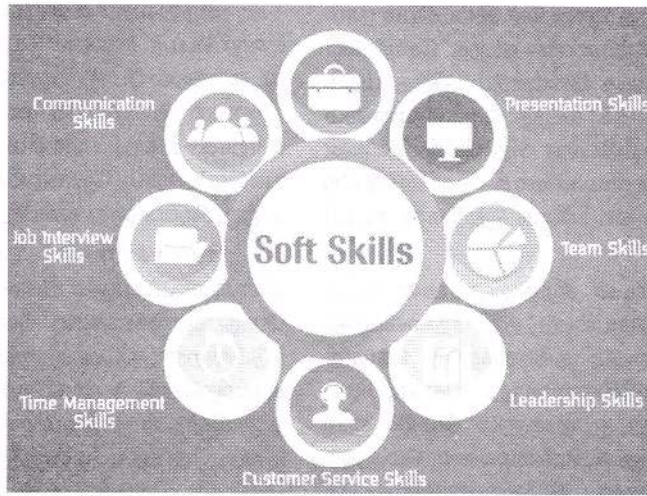 Communication
Skills
Presentation Skills
Job Interview
Skills
Soft Skills
Team Skills
Time Management
Skills
Leadership Skills
Customer Service Skills